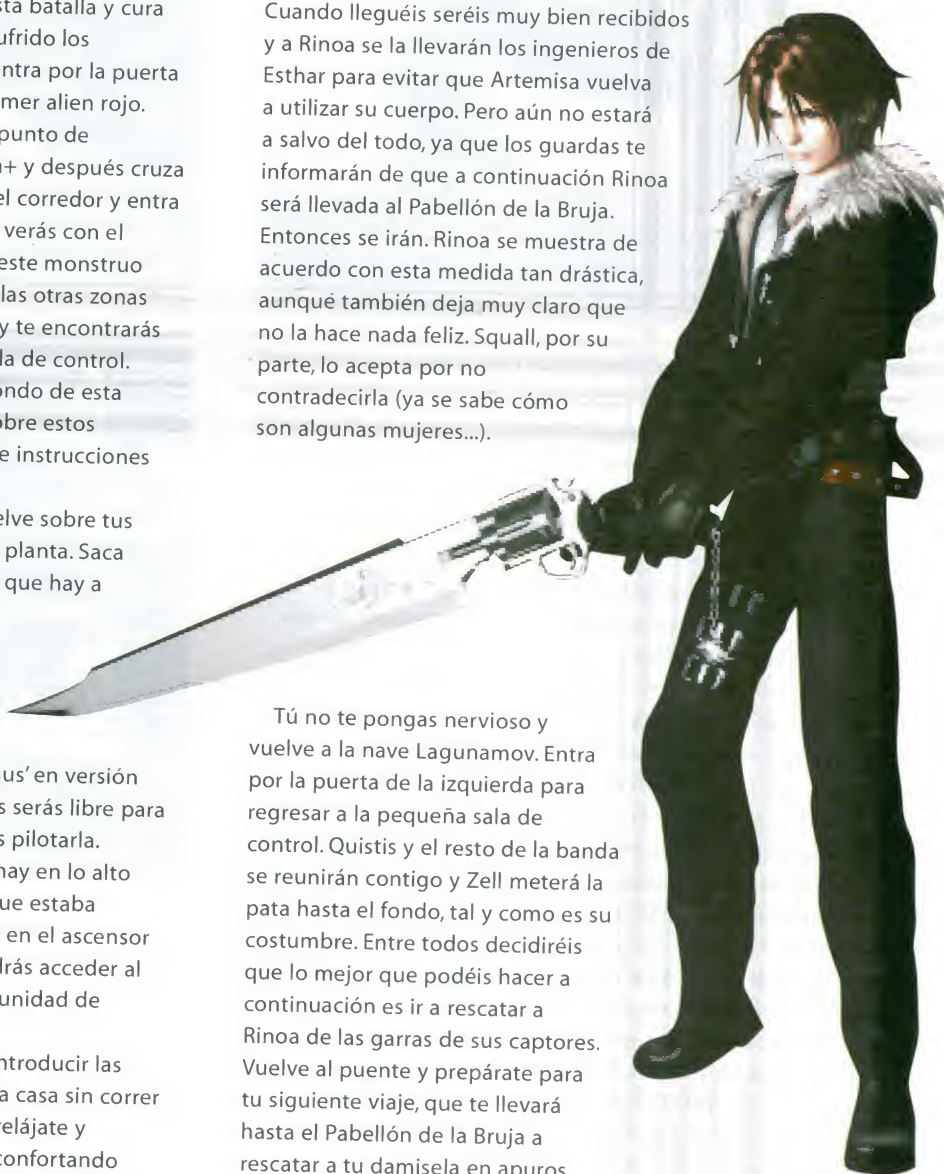 sta batalla y cura
ufrido los
ntra por la puerta
mer alien rojo.
punto de
a+ y después cruza
el corredor y entra
verás con el
este monstruo
las otras zonas
y te encontrarás
la de control.
ondo de esta
obre estos
e instrucciones
elve sobre tus
planta. Saca
que hay a
us' en versión
s serás libre para
s pilotarla.
hay en lo alto
ue estaba
en el ascensor
drás acceder al
unidad de
ntroducir las
a casa sin correr
relájate y
confortando
Cuando lleguéis seréis muy bien recibidos
y a Rinoa se la llevarán los ingenieros de
Esthar para evitar que Artemisa vuelva
a utilizar su cuerpo. Pero aún no estará
a salvo del todo, ya que los guardas te
informarán de que a continuación Rinoa
será llevada al Pabellón de la Bruja.
Entonces se irán. Rinoa se muestra de
acuerdo con esta medida tan drástica,
aunque también deja muy claro que
no la hace nada feliz. Squall, por su
parte, lo acepta por no
contradecirla (ya se sabe cómo
son algunas mujeres...).
Tú no te pongas nervioso y
vuelve a la nave Lagunamov. Entra
por la puerta de la izquierda para
regresar a la pequeña sala de
control. Quistis y el resto de la banda
se reunirán contigo y Zell meterá la
pata hasta el fondo, tal y como es su
costumbre. Entre todos decidiréis
que lo mejor que podéis hacer a
continuación es ir a rescatar a
Rinoa de las garras de sus captores.
Vuelve al puente y prepárate para
tu siguiente viaje, que te llevará
hasta el Pabellón de la Bruja a
rescatar a tu damisela en apuros